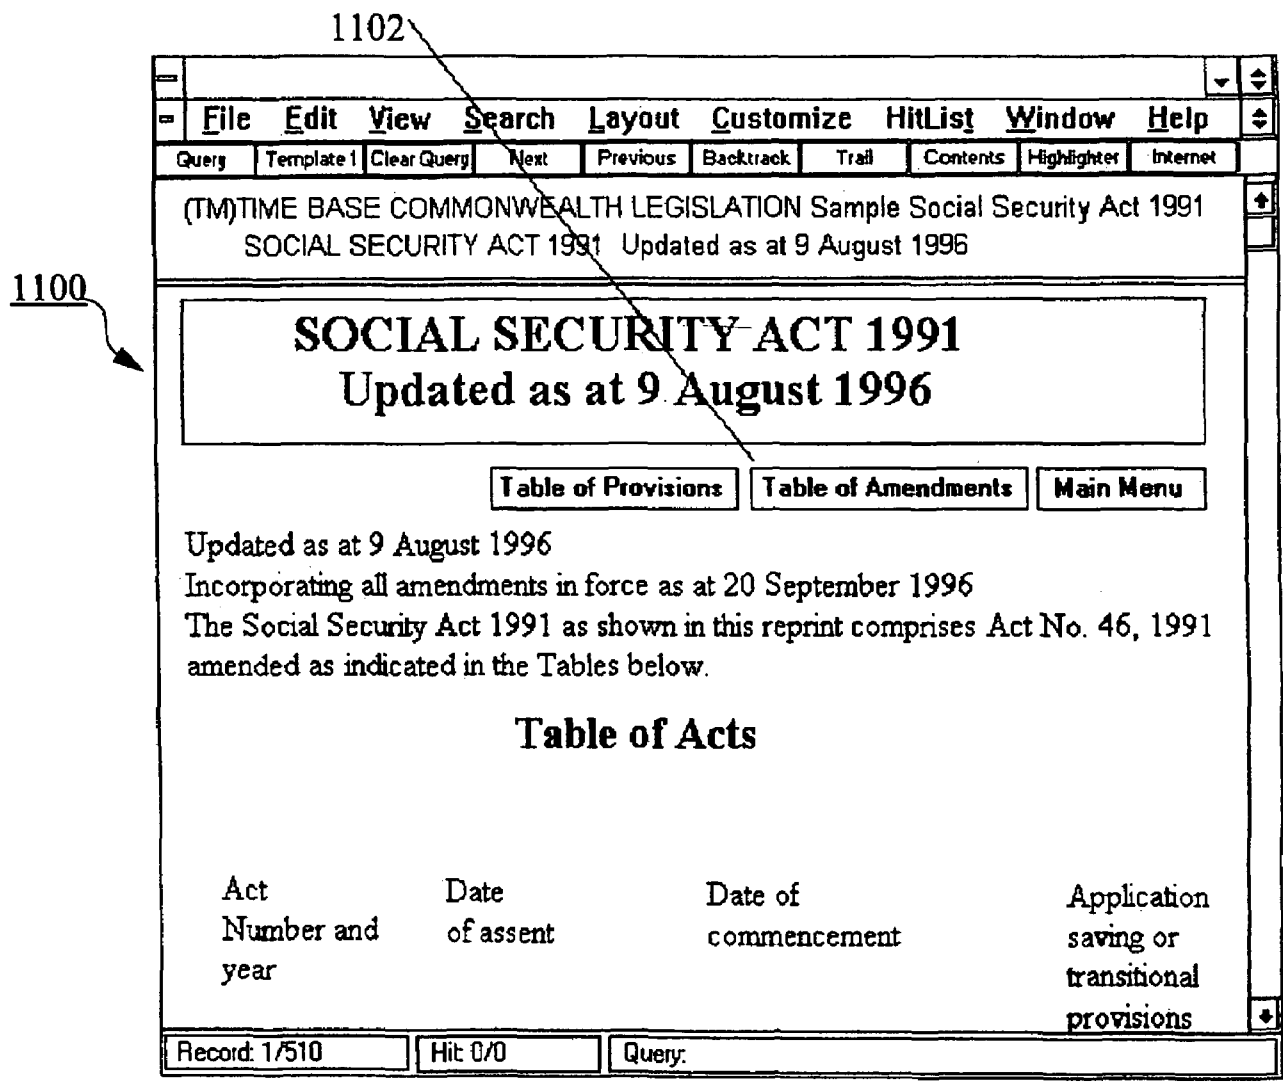 1102
File Edit View Search Layout Customize HitList Window Help
Query Template 1 Clear Query Next Previous Backtrack Trail Contents Highlighter Internet
(TM)TIME BASE COMMONWEALTH LEGISLATION Sample Social Security Act 1991
SOCIAL SECURITY ACT 1991 Updated as at 9 August 1996
1100
SOCIAL SECURITY ACT 1991
Updated as at 9 August 1996
Table of Provisions Table of Amendments Main Menu
Updated as at 9 August 1996
Incorporating all amendments in force as at 20 September 1996
The Social Security Act 1991 as shown in this reprint comprises Act No. 46, 1991
amended as indicated in the Tables below.
Table of Acts
Act Date Date of Application
Number and of assent commencement saving or
year transitional
provisions
Record: 1/510 Hit: 0/0 Query: